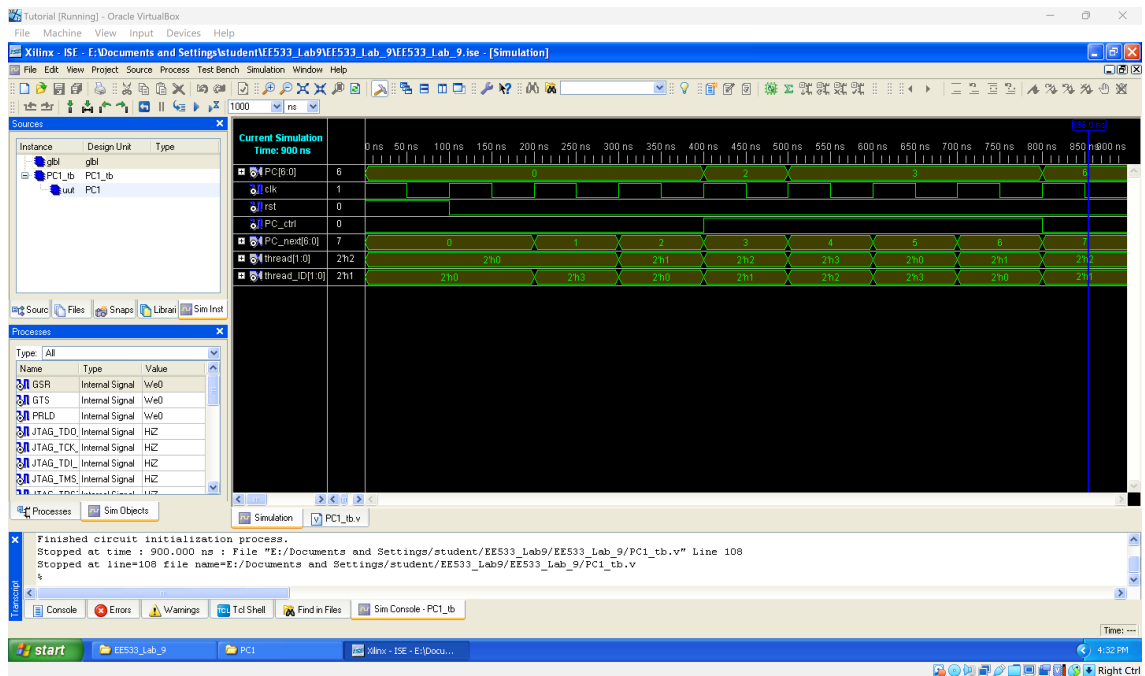 Tutorial [Running] - Oracle VirtualBox
File Machine View Input Devices Help
Xilinx - ISE - E:\Documents and Settings\student\EE533_Lab9\EE533_Lab_9\EE533_Lab_9.ise - [Simulation]
File Edit View Project Source Process Test Bench Simulation Window Help
1000 ns
Sources
Instance Design Unit Type
glbl glbl
PC1_tb PC1_tb
uut PC1
Sourc Files Snaps Librari Sim Inst
Processes
Type: All
Name Type Value
GSR Internal Signal We0
GTS Internal Signal We0
PRLD Internal Signal We0
JTAG_TDO_ Internal Signal HiZ
JTAG_TCK_ Internal Signal HiZ
JTAG_TDI_ Internal Signal HiZ
JTAG_TMS_ Internal Signal HiZ
Processes Sim Objects
Current Simulation
Time: 900 ns
0 ns 50 ns 100 ns 150 ns 200 ns 250 ns 300 ns 350 ns 400 ns 450 ns 500 ns 550 ns 600 ns 650 ns 700 ns 750 ns 800 ns 850 ns 900 ns
PC[6:0] 6 0 2 3 6
clk 1
rst 0
PC_ctrl 0
PC_next[6:0] 7 0 1 2 3 4 5 6 7
thread[1:0] 2'h2 2'h0 2'h1 2'h2 2'h3 2'h0 2'h1 2'h2
thread_ID[1:0] 2'h1 2'h0 2'h3 2'h0 2'h1 2'h2 2'h3 2'h0 2'h1
Simulation PC1_tb.v
Finished circuit initialization process.
Stopped at time : 900.000 ns : File "E:/Documents and Settings/student/EE533_Lab9/EE533_Lab_9/PC1_tb.v" Line 108
Stopped at line=108 file name=E:/Documents and Settings/student/EE533_Lab9/EE533_Lab_9/PC1_tb.v
%
Transcript
Console Errors Warnings Tcl Shell Find in Files Sim Console - PC1_tb
Time: ---
start EE533_Lab_9 PC1 Xilinx - ISE - E:\Docu... 4:32 PM
Right Ctrl